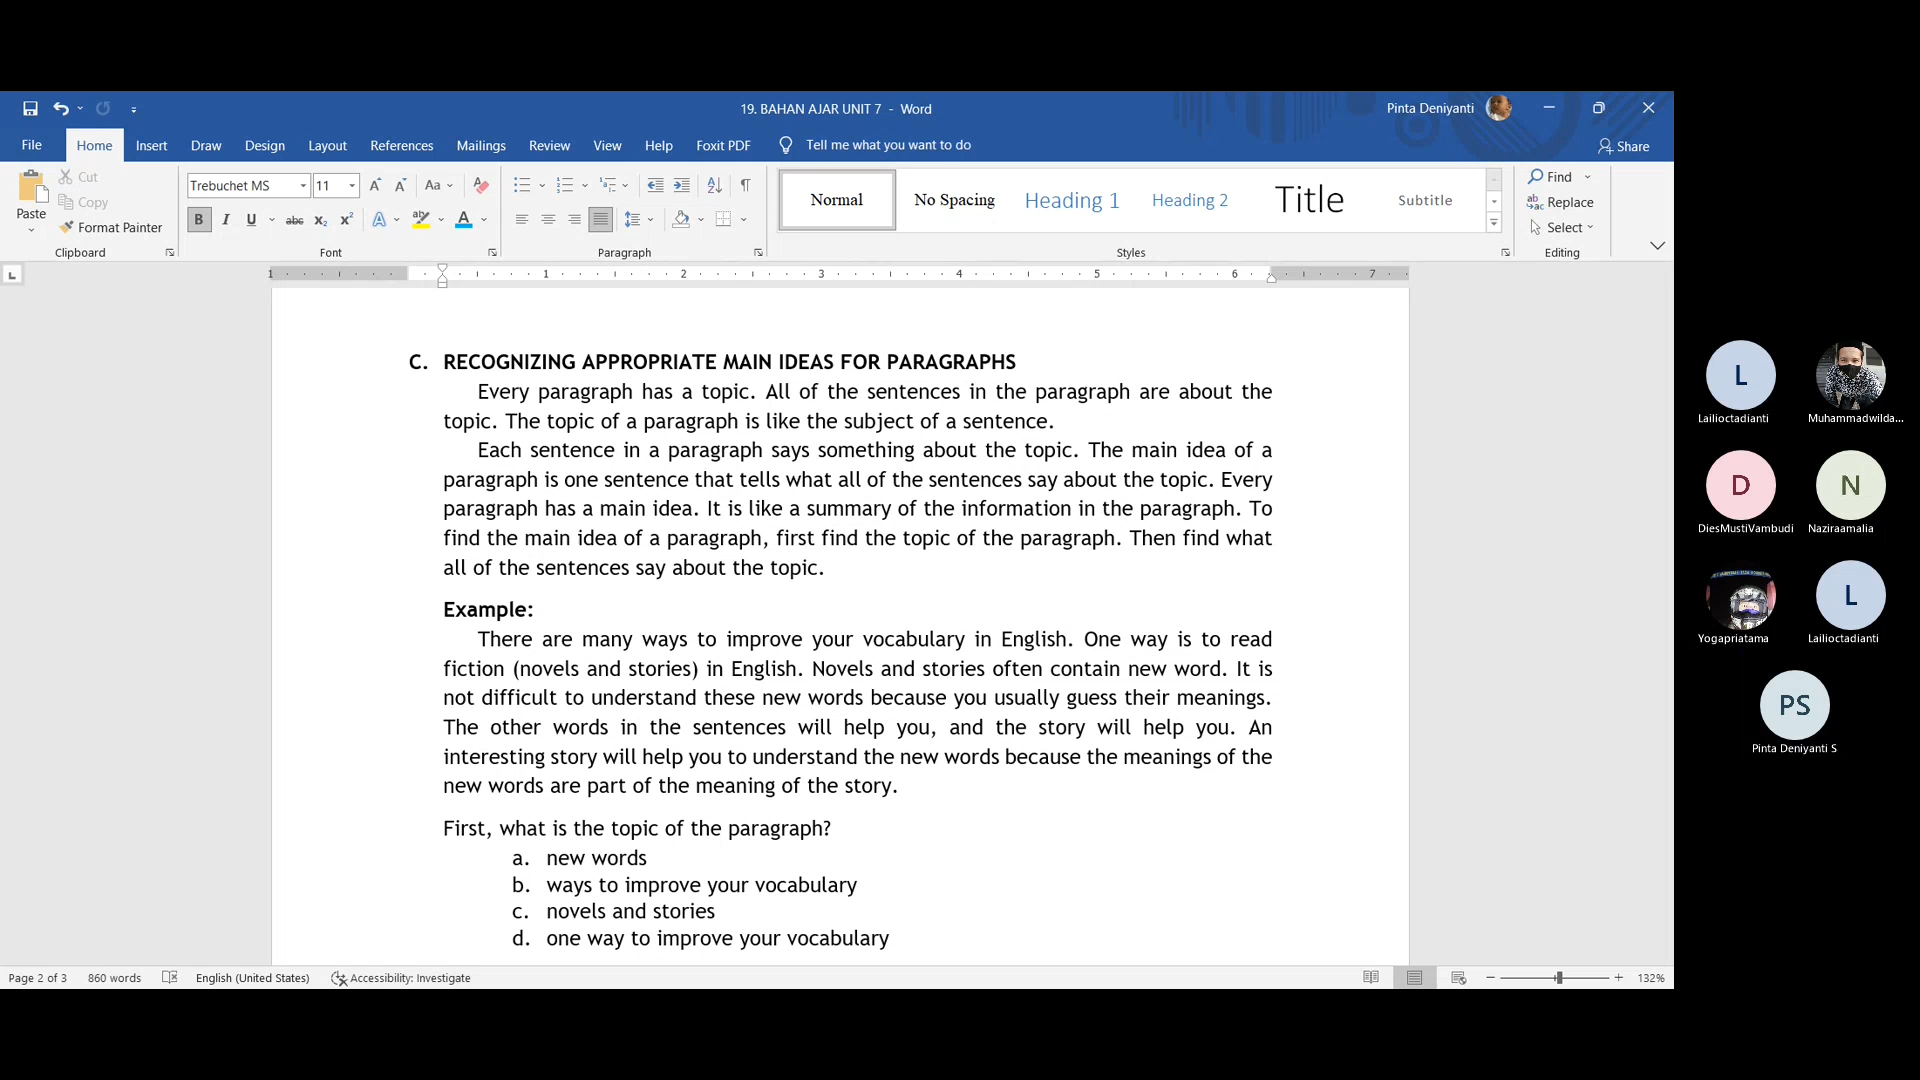 19. BAHAN AJAR UNIT 7 - Word
Pinta Deniyanti
File Home Insert Draw Design Layout References Mailings Review View Help Foxit PDF Tell me what you want to do Share
Paste
Cut
Copy
Format Painter
Clipboard
Trebuchet MS 11
Font
Paragraph
Normal No Spacing Heading 1 Heading 2 Title Subtitle
Styles
Find
Replace
Select
Editing
1 1 2 3 4 5 6 7
C. RECOGNIZING APPROPRIATE MAIN IDEAS FOR PARAGRAPHS
Every paragraph has a topic. All of the sentences in the paragraph are about the
topic. The topic of a paragraph is like the subject of a sentence.
Each sentence in a paragraph says something about the topic. The main idea of a
paragraph is one sentence that tells what all of the sentences say about the topic. Every
paragraph has a main idea. It is like a summary of the information in the paragraph. To
find the main idea of a paragraph, first find the topic of the paragraph. Then find what
all of the sentences say about the topic.
Example:
There are many ways to improve your vocabulary in English. One way is to read
fiction (novels and stories) in English. Novels and stories often contain new word. It is
not difficult to understand these new words because you usually guess their meanings.
The other words in the sentences will help you, and the story will help you. An
interesting story will help you to understand the new words because the meanings of the
new words are part of the meaning of the story.
First, what is the topic of the paragraph?
a. new words
b. ways to improve your vocabulary
c. novels and stories
d. one way to improve your vocabulary
Page 2 of 3 860 words English (United States) Accessibility: Investigate 132%
L
Lailioctadianti
Muhammadwilda...
D
DiesMustiVambudi
N
Naziraamalia
Yogapriatama
L
Lailioctadianti
PS
Pinta Deniyanti S